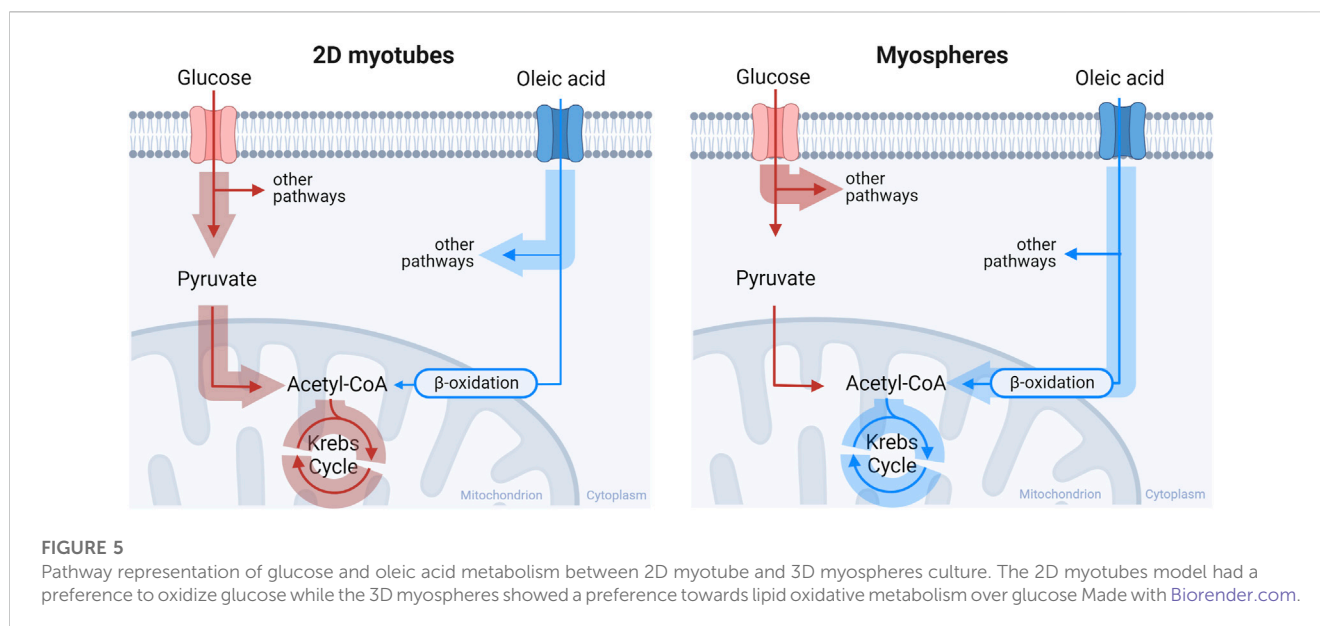 2D myotubes
Glucose
Oleic acid
other
pathways
other
pathways
Pyruvate
Acetyl-CoA
β-oxidation
Krebs
Cycle
Mitochondrion
Cytoplasm
Myospheres
Glucose
Oleic acid
other
pathways
other
pathways
Pyruvate
Acetyl-CoA
β-oxidation
Krebs
Cycle
Mitochondrion
Cytoplasm
FIGURE 5
Pathway representation of glucose and oleic acid metabolism between 2D myotube and 3D myospheres culture. The 2D myotubes model had a
preference to oxidize glucose while the 3D myospheres showed a preference towards lipid oxidative metabolism over glucose Made with Biorender.com.